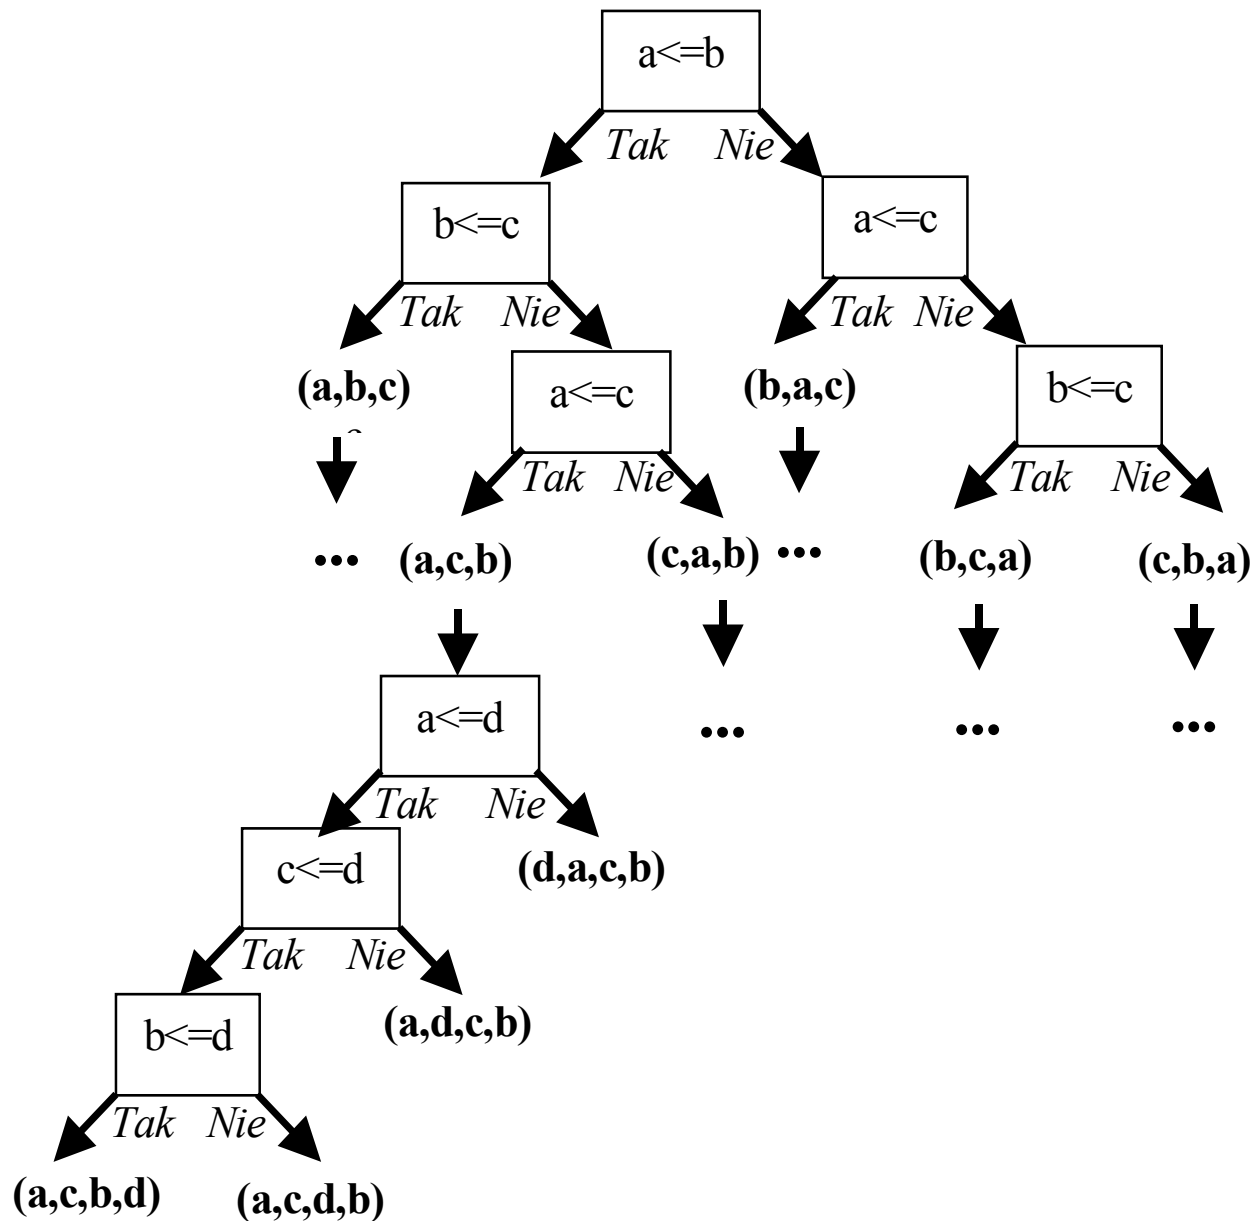 a<=b
Tak Nie
b<=c a<=c
Tak Nie Tak Nie
(a,b,c) a<=c (b,a,c) b<=c
Tak Nie Tak Nie
... (a,c,b) (c,a,b) ... (b,c,a) (c,b,a)
a<=d ... ... ...
Tak Nie
c<=d (d,a,c,b)
Tak Nie
b<=d (a,d,c,b)
Tak Nie
(a,c,b,d) (a,c,d,b)